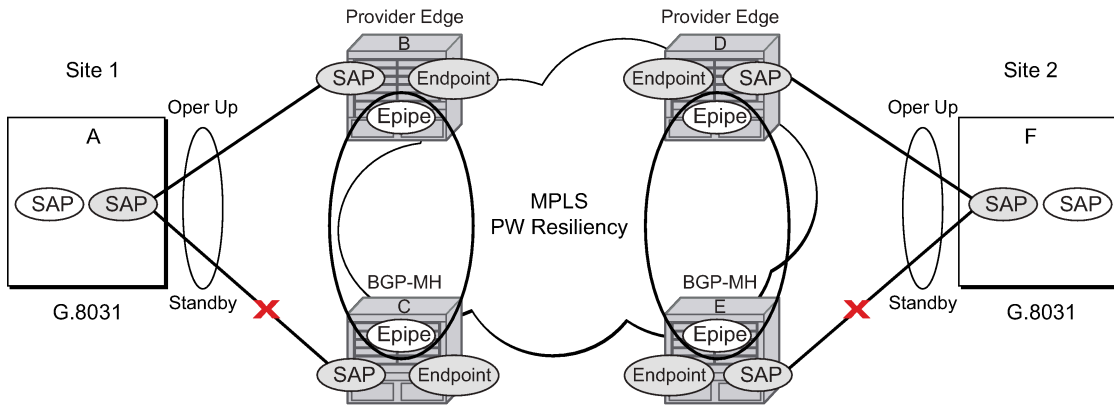 Provider Edge
B
SAP
Endpoint
Epipe
Provider Edge
D
Endpoint
SAP
Epipe
Site 1
Oper Up
A
SAP
SAP
Standby
G.8031
MPLS
PW Resiliency
Site 2
Oper Up
F
SAP
SAP
Standby
G.8031
BGP-MH
C
Epipe
SAP
Endpoint
BGP-MH
E
Epipe
Endpoint
SAP